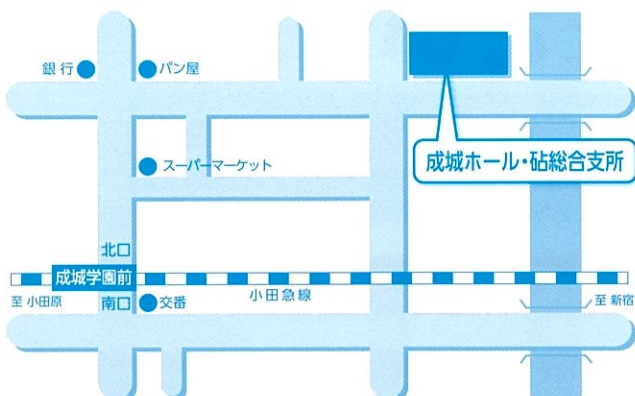 銀行
パン屋
成城ホール・砧総合支所
スーパーマーケット
北口
成城学園前
至 小田原
小田急線
至 新宿
南口
交番